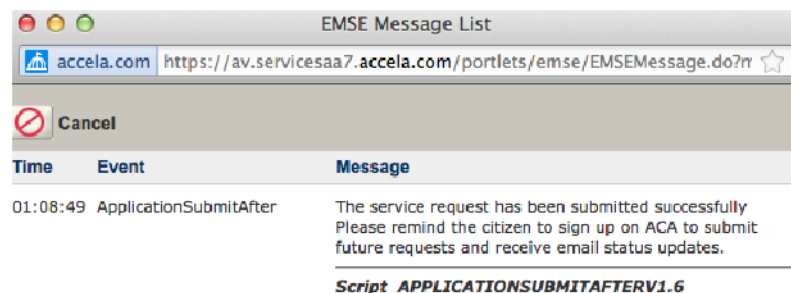 EMSE Message List
accela.com https://av.servicesaa7.accela.com/portlets/emse/EMSEMessage.do?m
Cancel
Time Event Message
01:08:49 ApplicationSubmitAfter The service request has been submitted successfully
Please remind the citizen to sign up on ACA to submit
future requests and receive email status updates.
Script APPLICATIONSUBMITAFTERV1.6